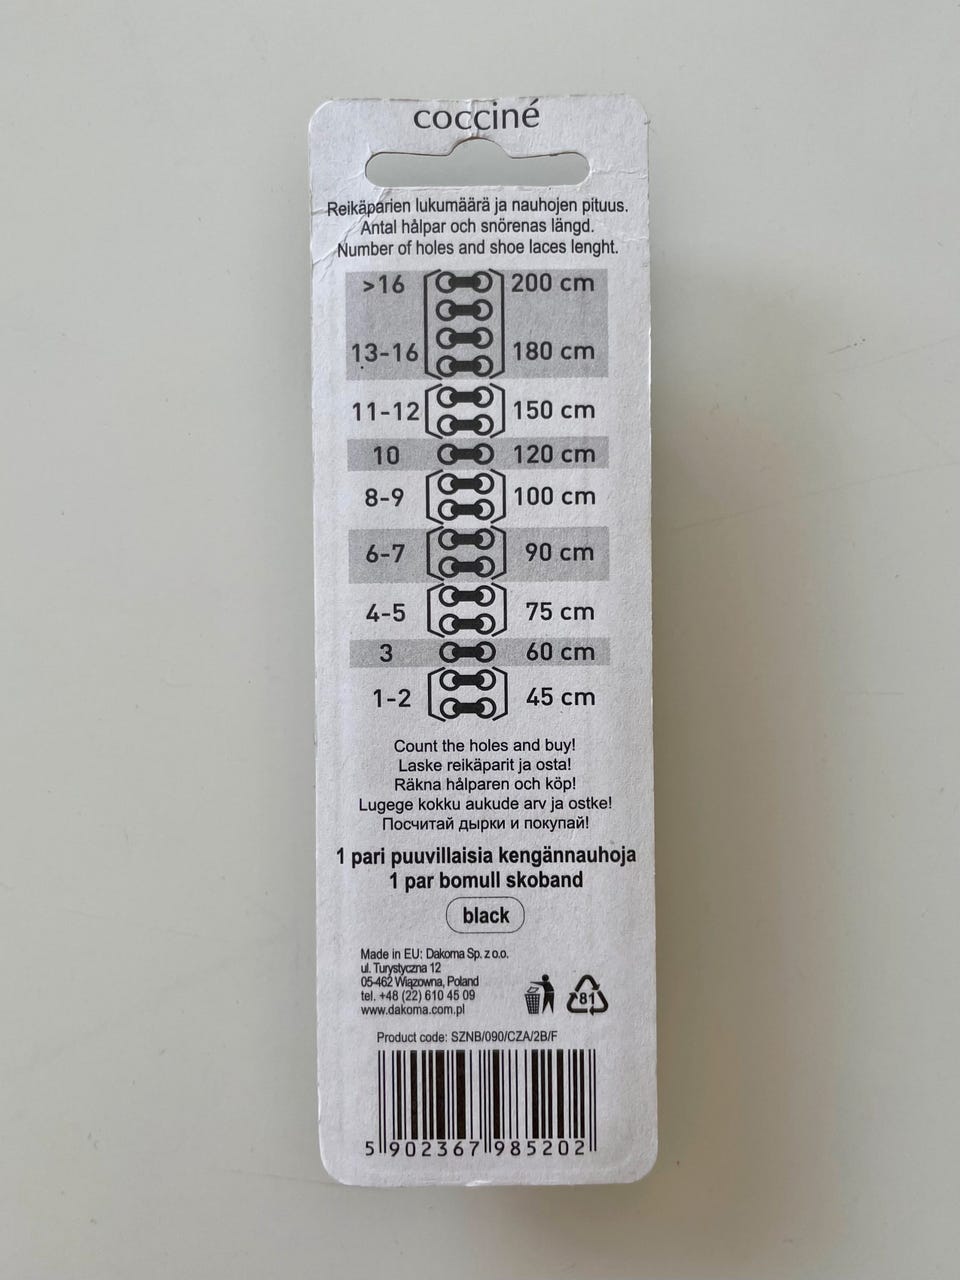 cocciné
Reikäparien lukumäärä ja nauhojen pituus.
Antal hålpar och snörenas längd.
Number of holes and shoe laces lenght.
>16 200 cm
13-16 180 cm
11-12 150 cm
10 120 cm
8-9 100 cm
6-7 90 cm
4-5 75 cm
3 60 cm
1-2 45 cm
Count the holes and buy!
Laske reikäparit ja osta!
Räkna hålparen och köp!
Lugege kokku aukude arv ja ostke!
Посчитай дырки и покупай!
1 pari puuvillaisia kengännauhoja
1 par bomull skoband
black
Made in EU: Dakoma Sp. z o.o.
ul. Turystyczna 12
05-462 Wiązowna, Poland
tel. +48 (22) 610 45 09
www.dakoma.com.pl
81
Product code: SZNB/090/CZA/2B/F
5 902367 985202